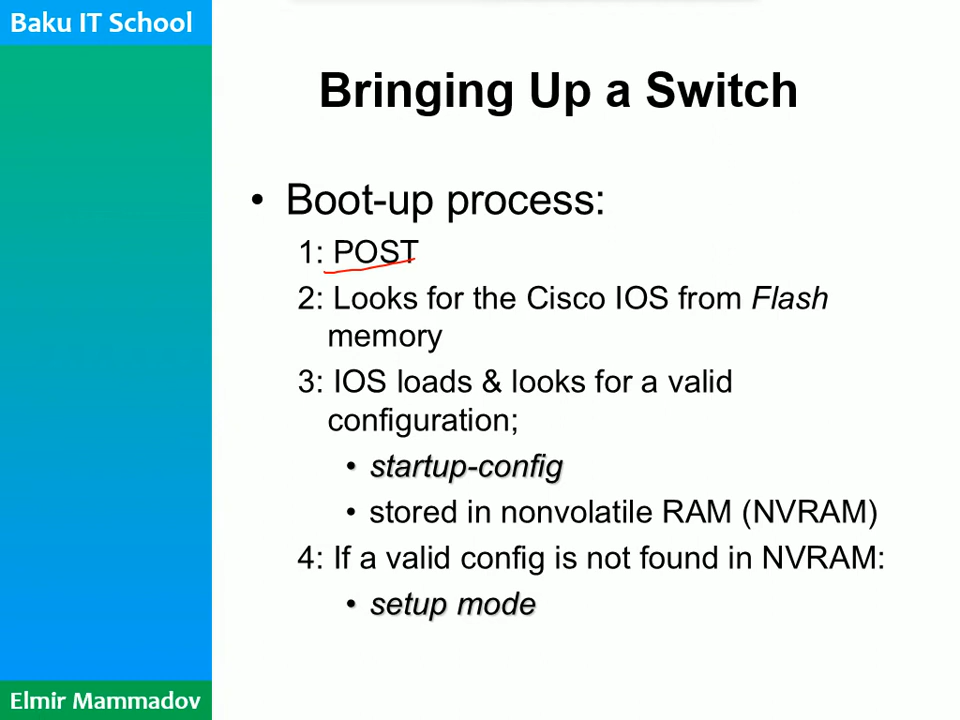 Baku IT School
Bringing Up a Switch
• Boot-up process:
1: POST
2: Looks for the Cisco IOS from Flash
memory
3: IOS loads & looks for a valid
configuration;
• startup-config
• stored in nonvolatile RAM (NVRAM)
4: If a valid config is not found in NVRAM:
• setup mode
Elmir Mammadov